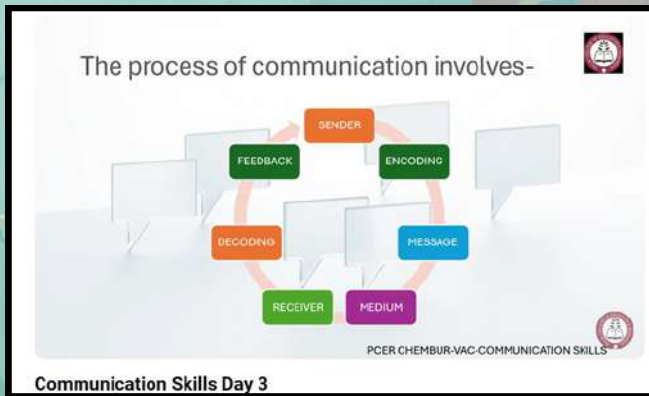 The process of communication involves-
SENDER
ENCODING
MESSAGE
MEDIUM
RECEIVER
DECODING
FEEDBACK
PCER CHEMBUR-VAC-COMMUNICATION SKILLS
Communication Skills Day 3